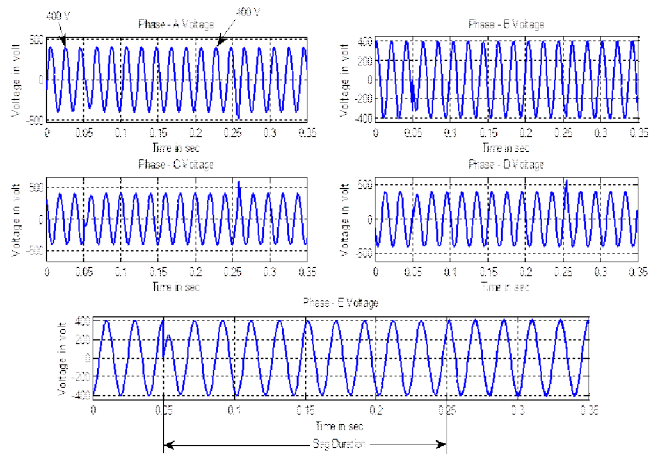 400 V
400 V
Phase - A Voltage
Phase - B Voltage
Voltage in volt
500
0
-500
0 0.05 0.1 0.15 0.2 0.25 0.3 0.35
Time in sec
Voltage in volt
400
200
0
-200
-400
0 0.05 0.1 0.15 0.2 0.25 0.3 0.35
Time in sec
Phase - C Voltage
Phase - D Voltage
Voltage in volt
500
0
-500
0 0.05 0.1 0.15 0.2 0.25 0.3 0.35
Time in sec
Voltage in volt
500
0
-500
0 0.05 0.1 0.15 0.2 0.25 0.3 0.35
Time in sec
Phase - E Voltage
Voltage in volt
400
200
0
-200
-400
0 0.05 0.1 0.15 0.2 0.25 0.3 0.35
Time in sec
Sag Duration